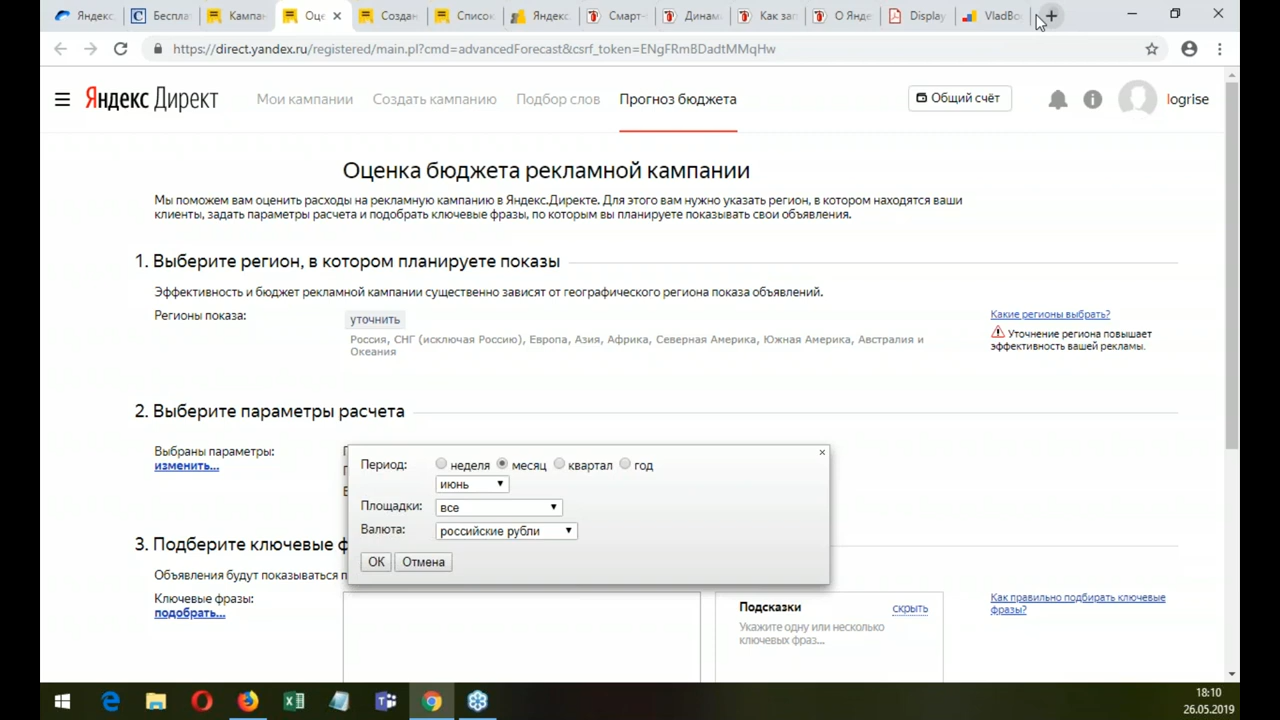 Яндекс
Беспла
Кампан
Оце
Создан
Список
Яндекс
Смарт-
Динам
Как зап
О Янде
Display
VladBo
https://direct.yandex.ru/registered/main.pl?cmd=advancedForecast&csrf_token=ENgFRmBDadtMMqHw
Яндекс Директ
Мои кампании
Создать кампанию
Подбор слов
Прогноз бюджета
Общий счёт
logrise
Оценка бюджета рекламной кампании
Мы поможем вам оценить расходы на рекламную кампанию в Яндекс.Директе. Для этого вам нужно указать регион, в котором находятся ваши
клиенты, задать параметры расчета и подобрать ключевые фразы, по которым вы планируете показывать свои объявления.
1. Выберите регион, в котором планируете показы
Эффективность и бюджет рекламной кампании существенно зависят от географического региона показа объявлений.
Регионы показа:
уточнить
Россия, СНГ (исключая Россию), Европа, Азия, Африка, Северная Америка, Южная Америка, Австралия и
Океания
Какие регионы выбрать?
Уточнение региона повышает
эффективность вашей рекламы.
2. Выберите параметры расчета
Выбраны параметры:
изменить...
Период:
неделя
месяц
квартал
год
июнь
Площадки:
все
Валюта:
российские рубли
ОК
Отмена
3. Подберите ключевые ф
Объявления будут показываться п
Ключевые фразы:
подобрать...
Подсказки
скрыть
Укажите одну или несколько
ключевых фраз...
Как правильно подбирать ключевые
фразы?
18:10
26.05.2019